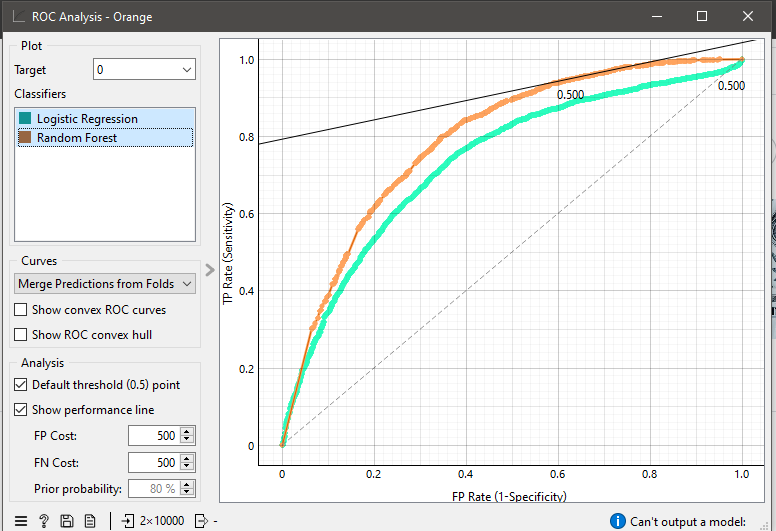 ROC Analysis - Orange
Plot
Target 0
Classifiers
Logistic Regression
Random Forest
Curves
Merge Predictions from Folds
Show convex ROC curves
Show ROC convex hull
Analysis
Default threshold (0.5) point
Show performance line
FP Cost: 500
FN Cost: 500
Prior probability: 80 %
2×10000 -
TP Rate (Sensitivity)
1.0
0.8
0.6
0.4
0.2
0
0.500
0.500
0 0.2 0.4 0.6 0.8 1.0
FP Rate (1-Specificity)
Can't output a model: